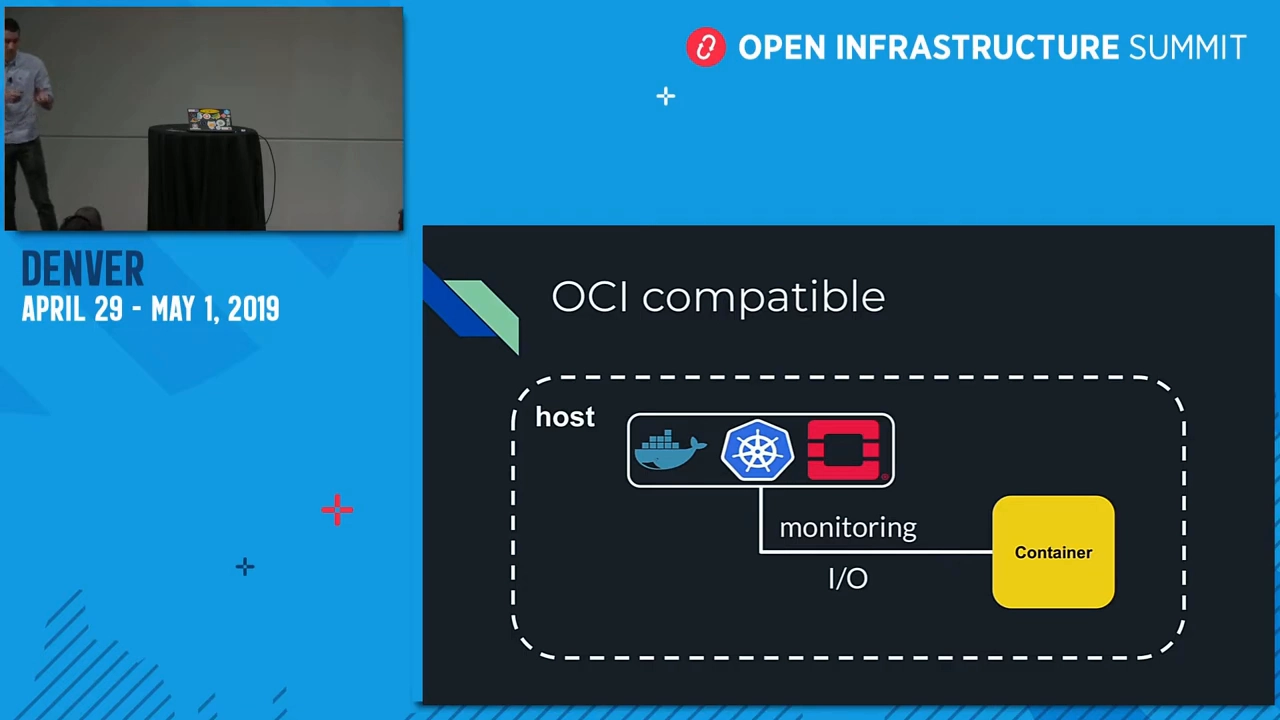 OPEN INFRASTRUCTURE SUMMIT
DENVER
APRIL 29 - MAY 1, 2019
OCI compatible
host
monitoring
I/O
Container